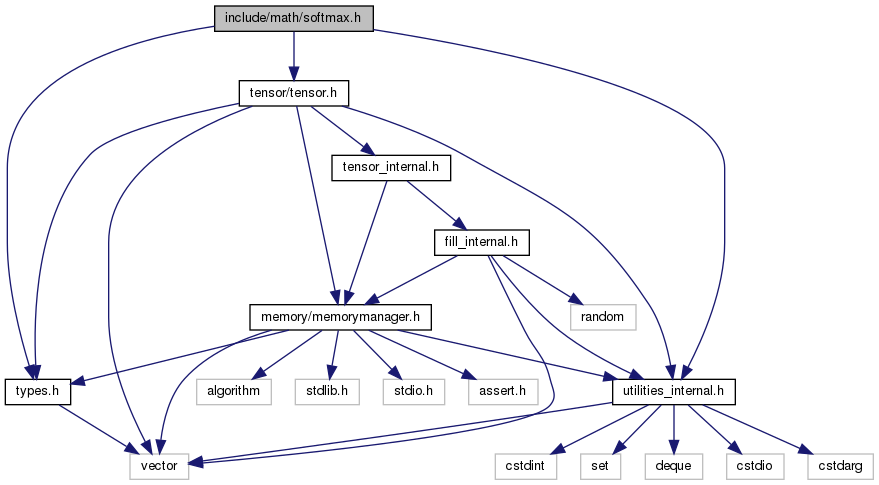 include/math/softmax.h
tensor/tensor.h
tensor_internal.h
fill_internal.h
memory/memorymanager.h
random
types.h
algorithm
stdlib.h
stdio.h
assert.h
utilities_internal.h
vector
cstdint
set
deque
cstdio
cstdarg